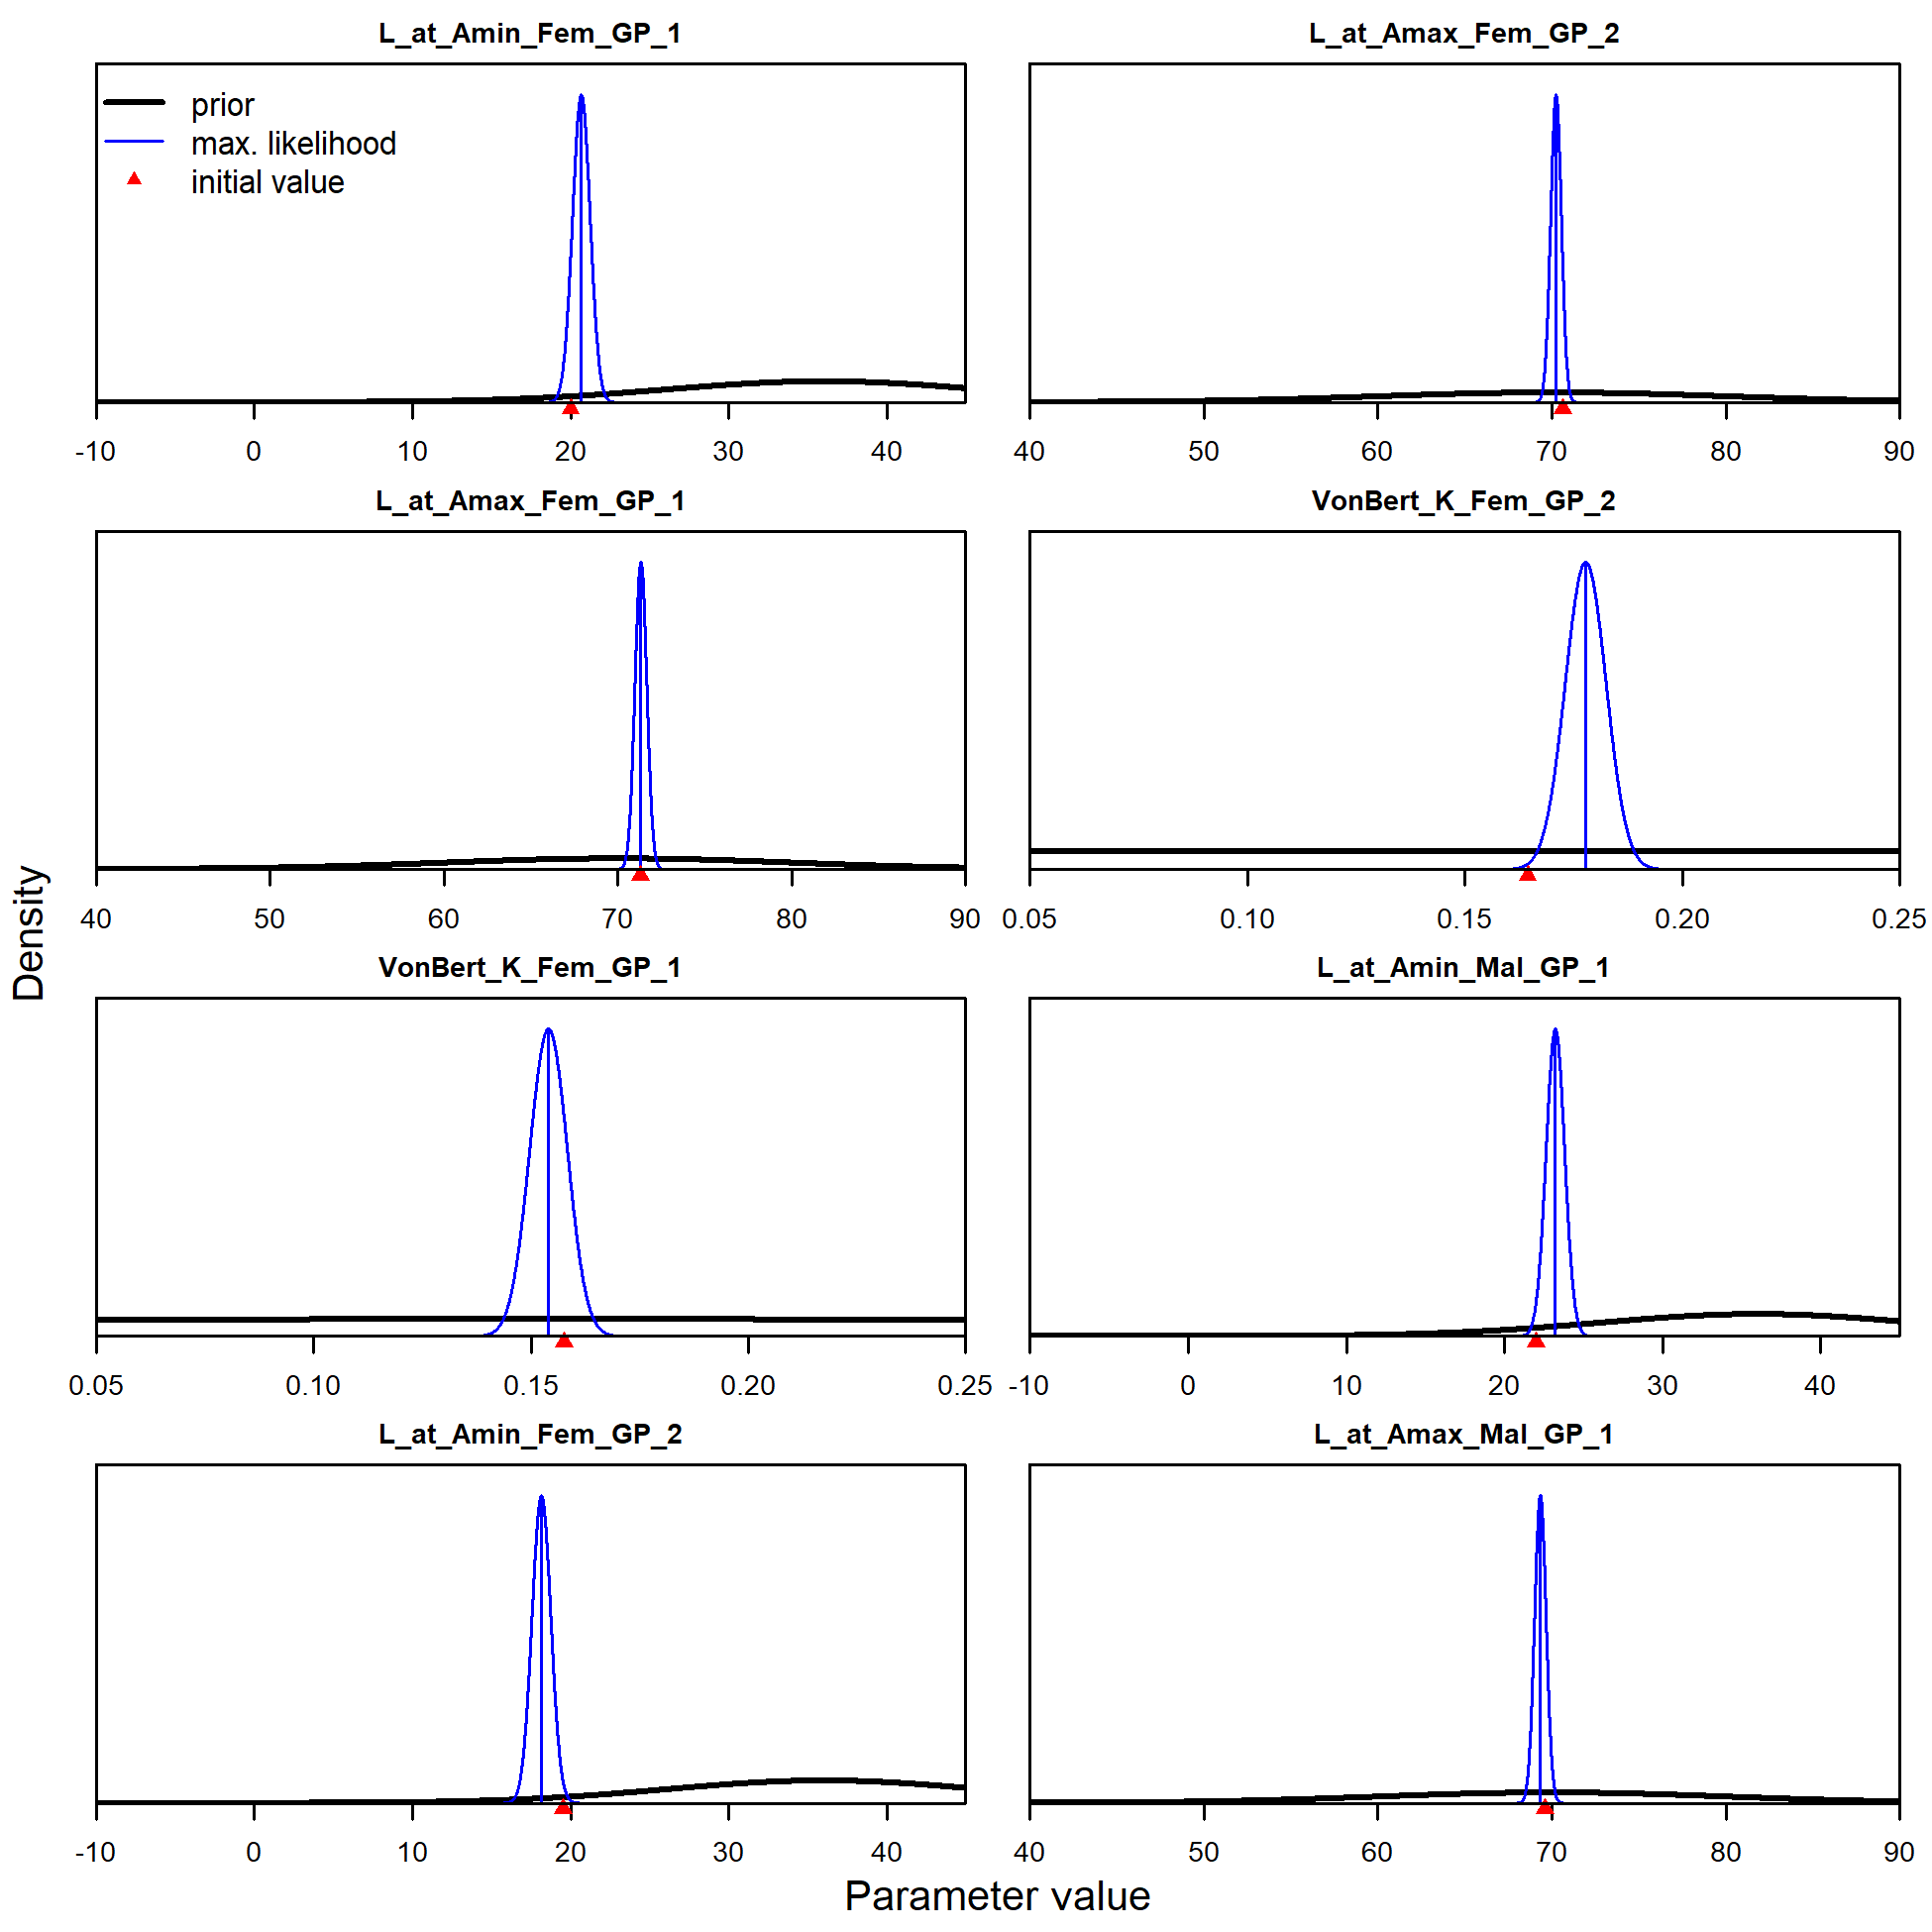 L_at_Amin_Fem_GP_1
prior
max. likelihood
initial value
-10 0 10 20 30 40
L_at_Amax_Fem_GP_2
40 50 60 70 80 90
L_at_Amax_Fem_GP_1
40 50 60 70 80 90
VonBert_K_Fem_GP_2
0.05 0.10 0.15 0.20 0.25
VonBert_K_Fem_GP_1
0.05 0.10 0.15 0.20 0.25
L_at_Amin_Mal_GP_1
-10 0 10 20 30 40
L_at_Amin_Fem_GP_2
-10 0 10 20 30 40
L_at_Amax_Mal_GP_1
40 50 60 70 80 90
Density
Parameter value